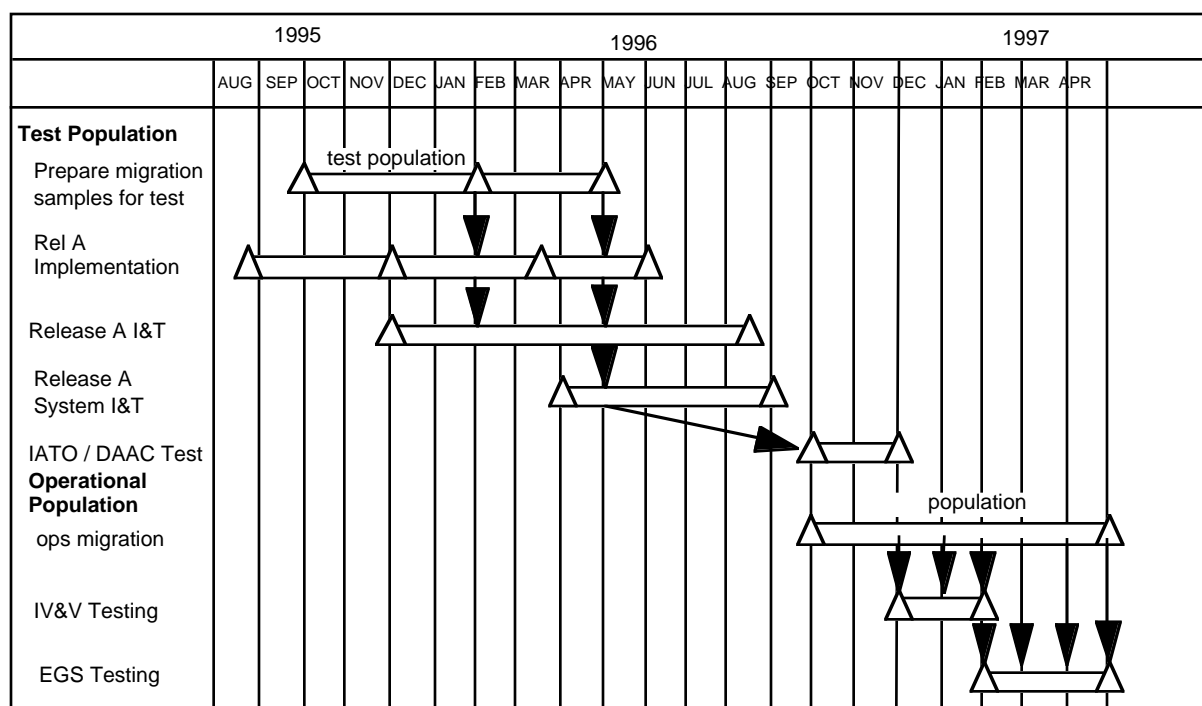 1995 1996 1997
AUG SEP OCT NOV DEC JAN FEB MAR APR MAY JUN JUL AUG SEP OCT NOV DEC JAN FEB MAR APR
Test Population
test population
Prepare migration
samples for test
Rel A
Implementation
Release A I&T
Release A
System I&T
IATO / DAAC Test
Operational
Population
population
ops migration
IV&V Testing
EGS Testing